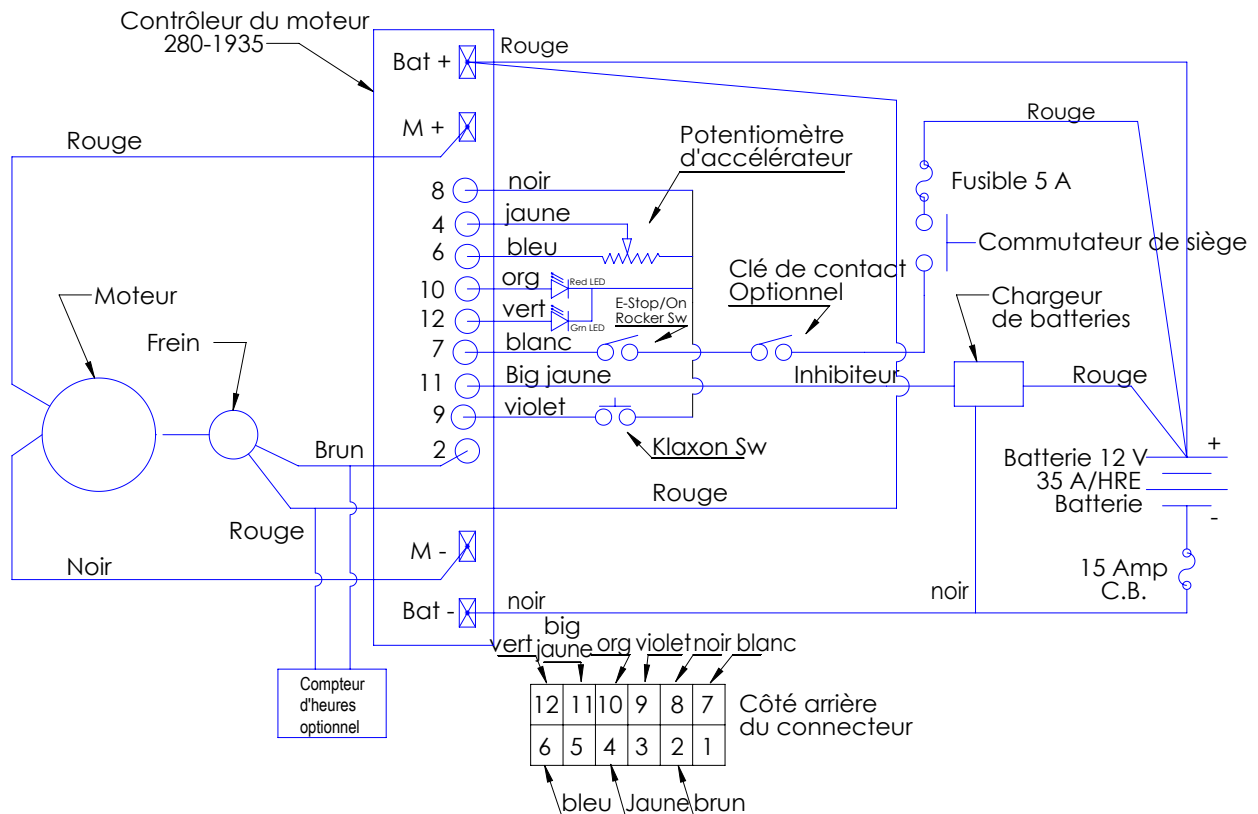 Contrôleur du moteur
280-1935
Bat +
Rouge
M +
Rouge
Rouge
Potentiomètre
d'accélérateur
Fusible 5 A
8
noir
4
jaune
6
bleu
Commutateur de siège
10
org
Red LED
12
vert
Grn LED
E-Stop/On
Rocker Sw
Clé de contact
Optionnel
Chargeur
de batteries
Moteur
Frein
7
blanc
11
Big jaune
Inhibiteur
Rouge
9
violet
Klaxon Sw
2
Brun
Rouge
Rouge
+
Batterie 12 V
35 A/HRE
Batterie
-
M -
Noir
15 Amp
C.B.
Bat -
noir
noir
vert
big
jaune
org
violet
noir
blanc
Compteur
d'heures
optionnel
12 11 10 9 8 7
6 5 4 3 2 1
Côté arrière
du connecteur
bleu
Jaune
brun